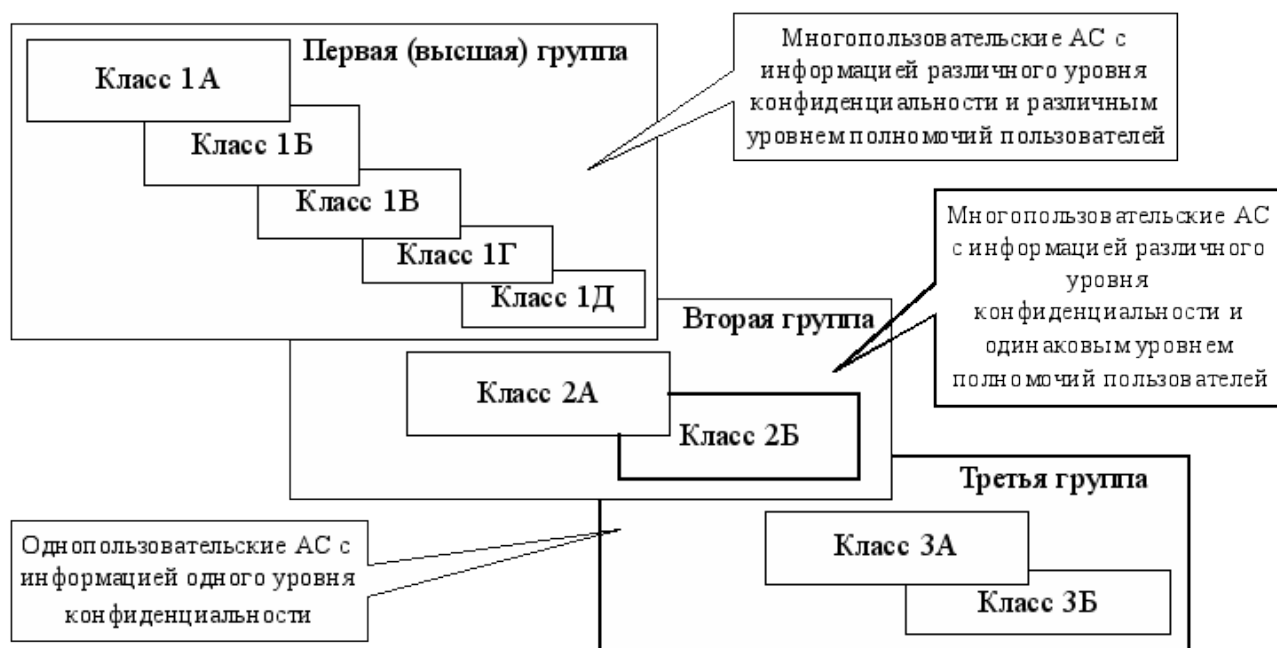 Первая (высшая) группа
Класс 1А
Класс 1Б
Класс 1В
Класс 1Г
Класс 1Д
Многопользовательские АС с
информацией различного уровня
конфиденциальности и различным
уровнем полномочий пользователей
Вторая группа
Класс 2А
Класс 2Б
Многопользовательские АС
с информацией различного
уровня
конфиденциальности и
одинаковым уровнем
полномочий пользователей
Третья группа
Класс 3А
Класс 3Б
Однопользовательские АС с
информацией одного уровня
конфиденциальности